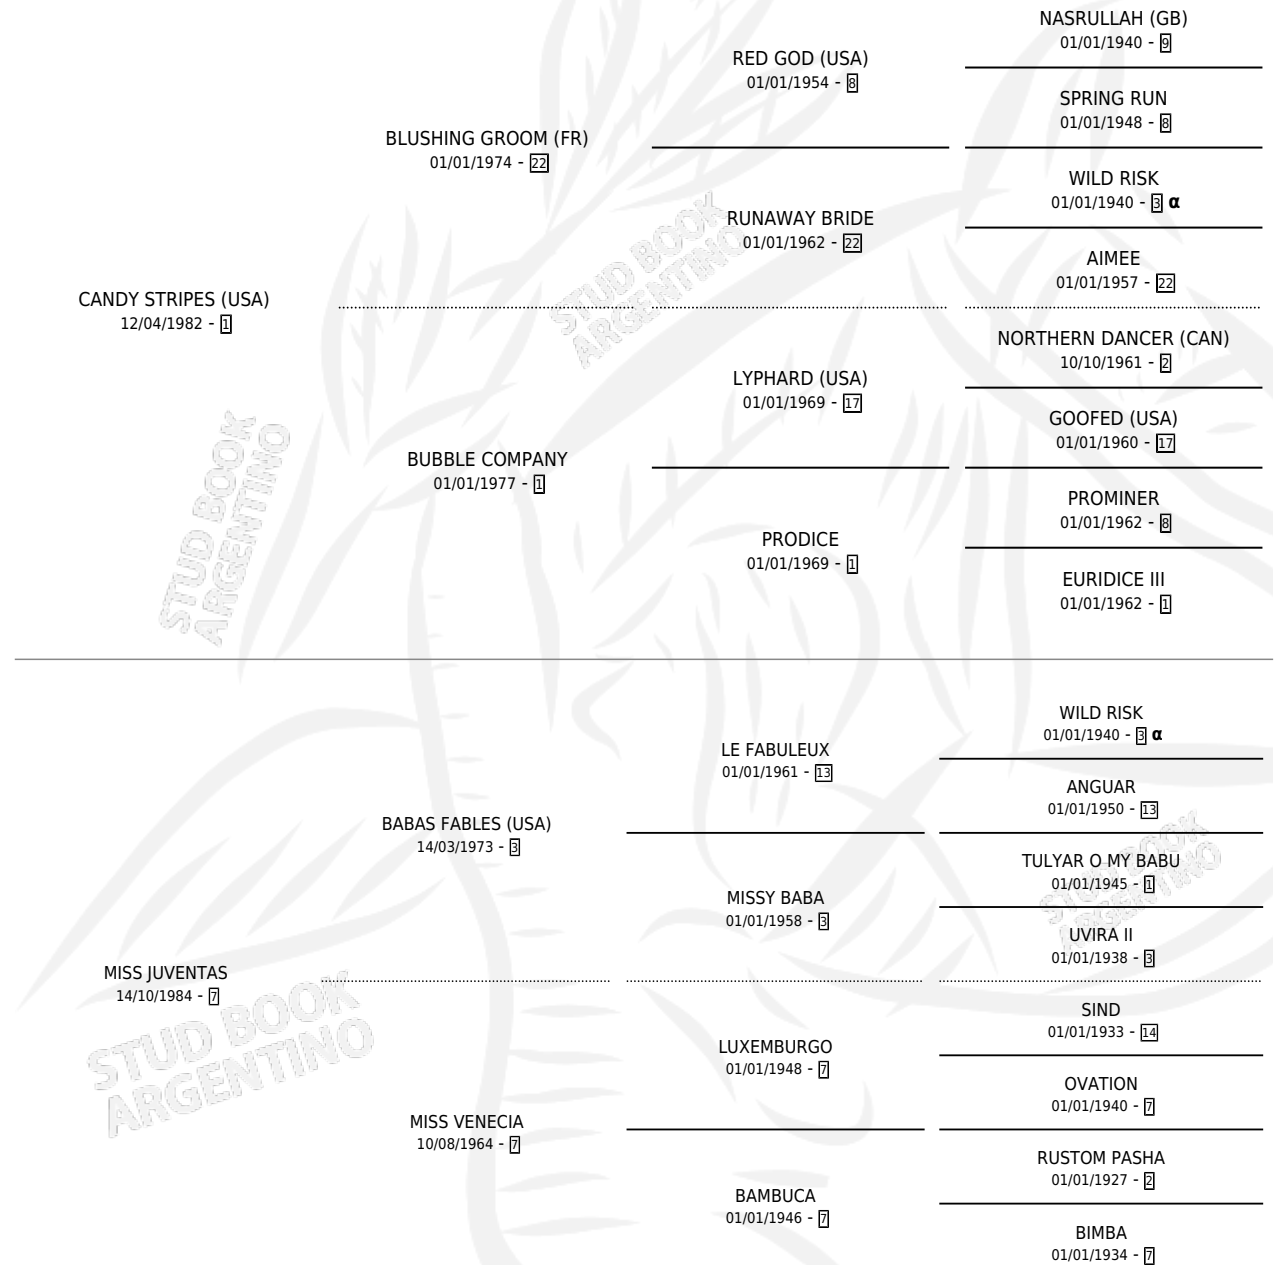 NASRULLAH (GB)
01/01/1940 - 9
RED GOD (USA)
01/01/1954 - 8
SPRING RUN
01/01/1948 - 8
BLUSHING GROOM (FR)
01/01/1974 - 22
WILD RISK
01/01/1940 - 3 α
RUNAWAY BRIDE
01/01/1962 - 22
AIMEE
01/01/1957 - 22
CANDY STRIPES (USA)
12/04/1982 - 1
NORTHERN DANCER (CAN)
10/10/1961 - 2
LYPHARD (USA)
01/01/1969 - 17
GOOFED (USA)
01/01/1960 - 17
BUBBLE COMPANY
01/01/1977 - 1
PROMINER
01/01/1962 - 8
PRODICE
01/01/1969 - 1
EURIDICE III
01/01/1962 - 1
WILD RISK
01/01/1940 - 3 α
LE FABULEUX
01/01/1961 - 13
ANGUAR
01/01/1950 - 13
BABAS FABLES (USA)
14/03/1973 - 3
TULYAR O MY BABU
01/01/1945 - 1
MISSY BABA
01/01/1958 - 3
UVIRA II
01/01/1938 - 3
MISS JUVENTAS
14/10/1984 - 7
SIND
01/01/1933 - 14
LUXEMBURGO
01/01/1948 - 7
OVATION
01/01/1940 - 7
MISS VENECIA
10/08/1964 - 7
RUSTOM PASHA
01/01/1927 - 2
BAMBUCA
01/01/1946 - 7
BIMBA
01/01/1934 - 7
STUD BOOK
ARGENTINO
STUD BOOK
ARGENTINO
STUD BOOK
ARGENTINO
STUD BOOK
ARGENTINO